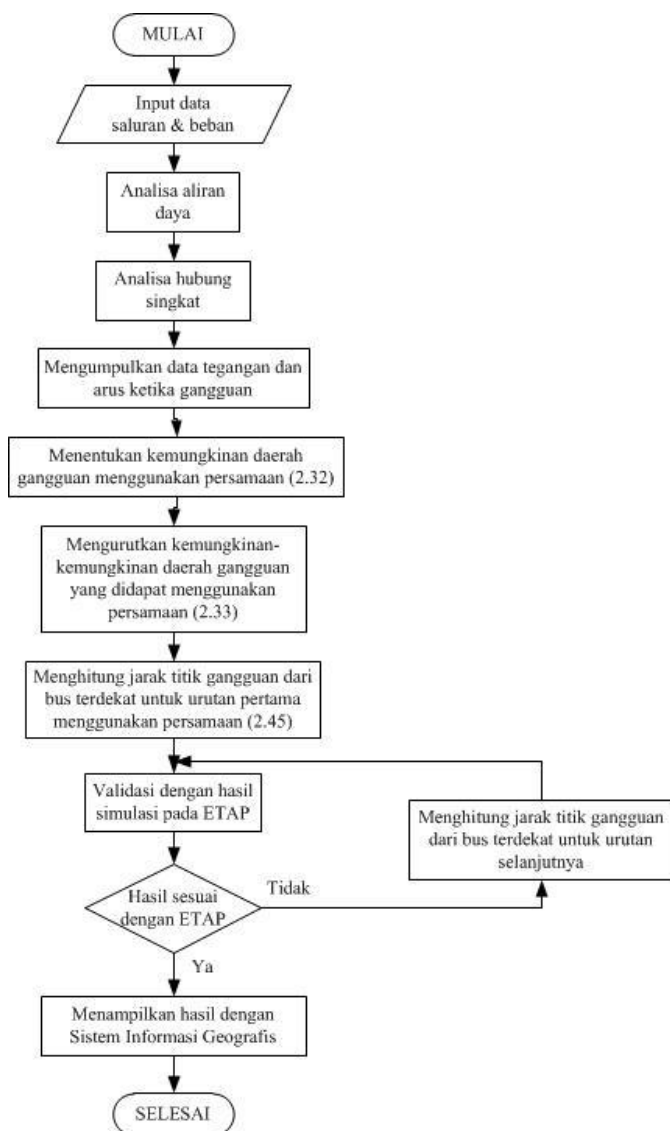 MULAI
Input data
saluran & beban
Analisa aliran
daya
Analisa hubung
singkat
Mengumpulkan data tegangan dan
arus ketika gangguan
Menentukan kemungkinan daerah
gangguan menggunakan persamaan (2.32)
Mengurutkan kemungkinan-
kemungkinan daerah gangguan
yang didapat menggunakan
persamaan (2.33)
Menghitung jarak titik gangguan dari
bus terdekat untuk urutan pertama
menggunakan persamaan (2.45)
Validasi dengan hasil
simulasi pada ETAP
Menghitung jarak titik gangguan
dari bus terdekat untuk urutan
selanjutnya
Hasil sesuai
dengan ETAP
Tidak
Ya
Menampilkan hasil dengan
Sistem Informasi Geografis
SELESAI